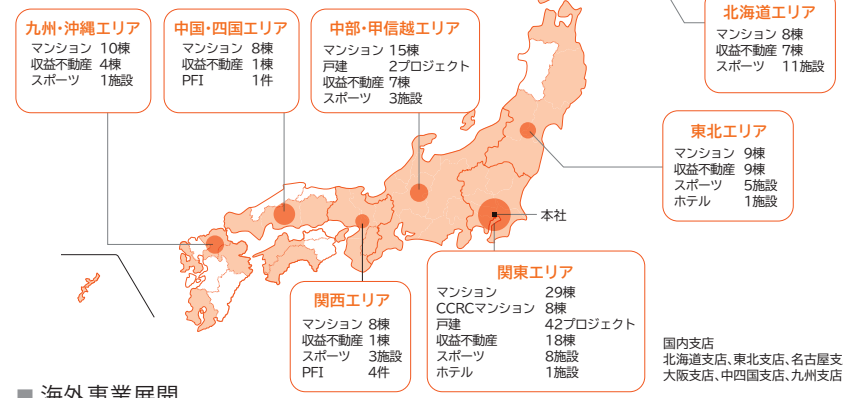 九州・沖縄エリア
マンション 10棟
収益不動産 4棟
スポーツ 1施設
中国・四国エリア
マンション 8棟
収益不動産 1棟
PFI 1件
中部・甲信越エリア
マンション 15棟
戸建 2プロジェクト
収益不動産 7棟
スポーツ 3施設
北海道エリア
マンション 8棟
収益不動産 7棟
スポーツ 11施設
東北エリア
マンション 9棟
収益不動産 9棟
スポーツ 5施設
ホテル 1施設
本社
関西エリア
マンション 8棟
収益不動産 1棟
スポーツ 3施設
PFI 4件
関東エリア
マンション 29棟
CCRCマンション 8棟
戸建 42プロジェクト
収益不動産 18棟
スポーツ 8施設
ホテル 1施設
国内支店
北海道支店、東北支店、名古屋支
大阪支店、中四国支店、九州支店
■ 海外事業展開